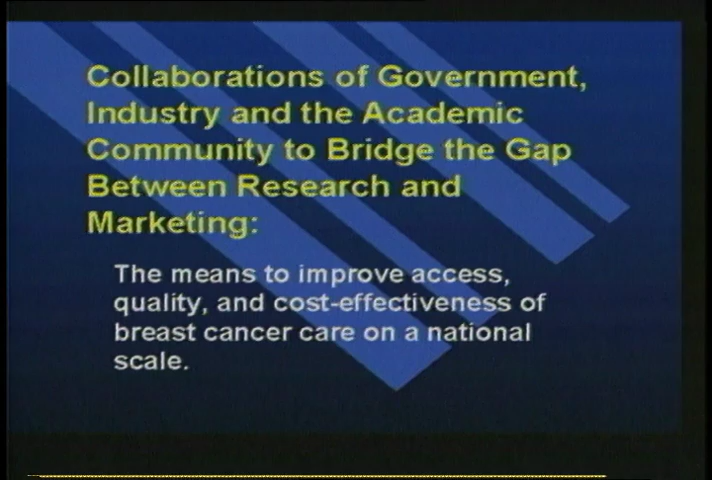 Collaborations of Government,
Industry and the Academic
Community to Bridge the Gap
Between Research and
Marketing:
The means to improve access,
quality, and cost-effectiveness of
breast cancer care on a national
scale.